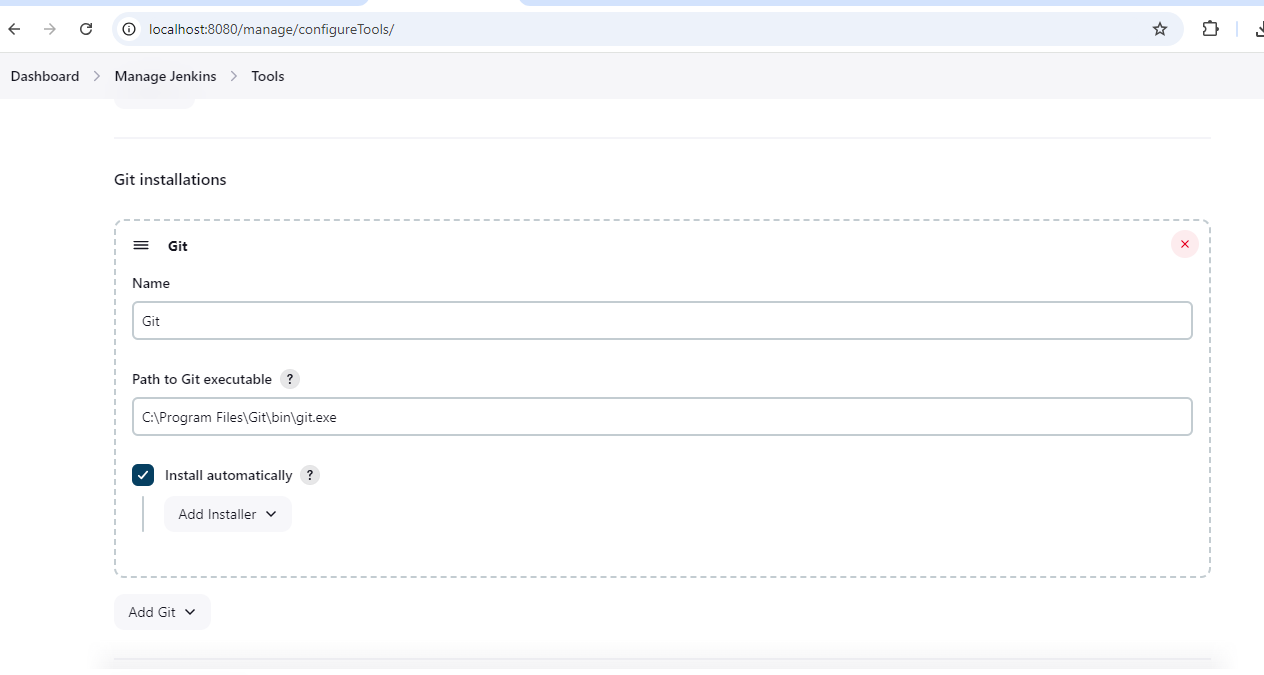 localhost:8080/manage/configureTools/
Dashboard > Manage Jenkins > Tools
Git installations
Git
Name
Git
Path to Git executable ?
C:\Program Files\Git\bin\git.exe
Install automatically ?
Add Installer
Add Git